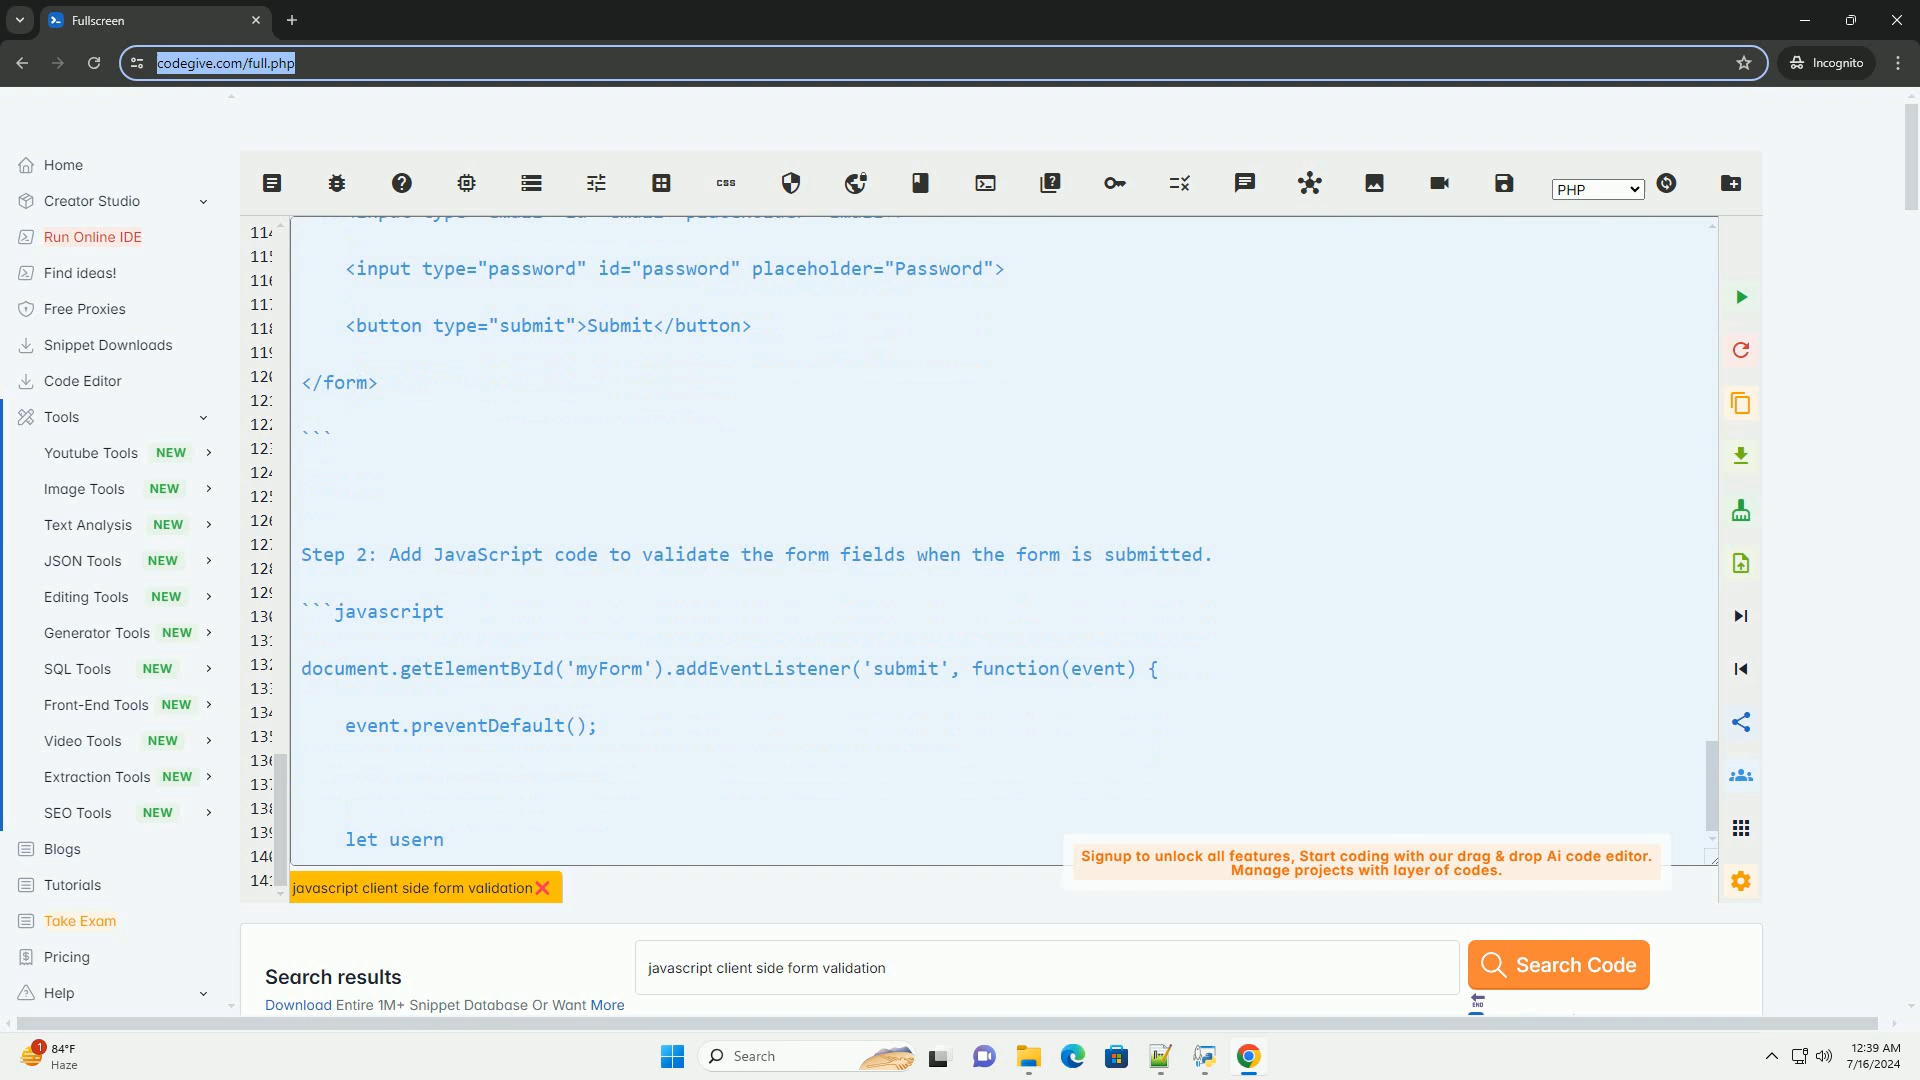 Fullscreen
codegive.com/full.php
Incognito
Home
Creator Studio
Run Online IDE
Find ideas!
Free Proxies
Snippet Downloads
Code Editor
Tools
Youtube Tools NEW
Image Tools NEW
Text Analysis NEW
JSON Tools NEW
Editing Tools NEW
Generator Tools NEW
SQL Tools NEW
Front-End Tools NEW
Video Tools NEW
Extraction Tools NEW
SEO Tools NEW
Blogs
Tutorials
Take Exam
Pricing
Help
css
PHP
<input type="password" id="password" placeholder="Password">
<button type="submit">Submit</button>
</form>
```
Step 2: Add JavaScript code to validate the form fields when the form is submitted.
```javascript
document.getElementById('myForm').addEventListener('submit', function(event) {
event.preventDefault();
let usern
Signup to unlock all features, Start coding with our drag & drop Ai code editor.
Manage projects with layer of codes.
javascript client side form validation
Search results
javascript client side form validation
Search Code
Download Entire 1M+ Snippet Database Or Want More
END
1
84°F
Haze
Search
12:39 AM
7/16/2024